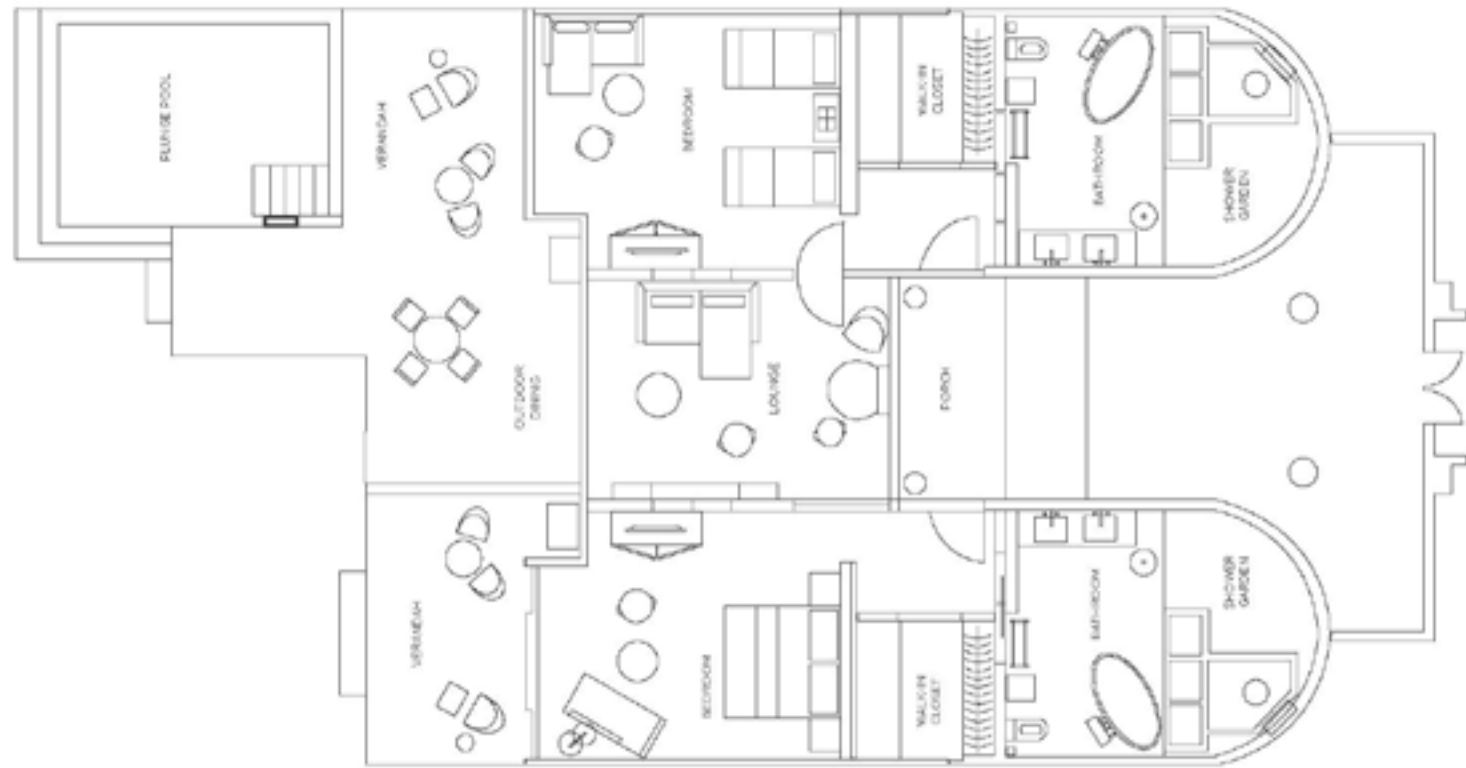 PLUNGE POOL
VERANDAH
BEDROOM
WALK-IN
CLOSET
BATHROOM
SHOWER
GARDEN
OUTDOOR
DINING
LOUNGE
PORCH
VERANDAH
BEDROOM
WALK-IN
CLOSET
BATHROOM
SHOWER
GARDEN